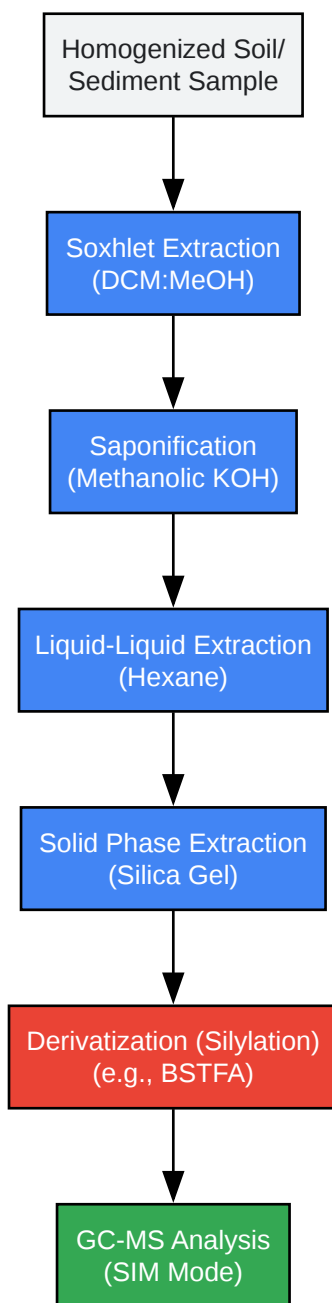 Homogenized Soil/
Sediment Sample
Soxhlet Extraction
(DCM:MeOH)
Saponification
(Methanolic KOH)
Liquid-Liquid Extraction
(Hexane)
Solid Phase Extraction
(Silica Gel)
Derivatization (Silylation)
(e.g., BSTFA)
GC-MS Analysis
(SIM Mode)